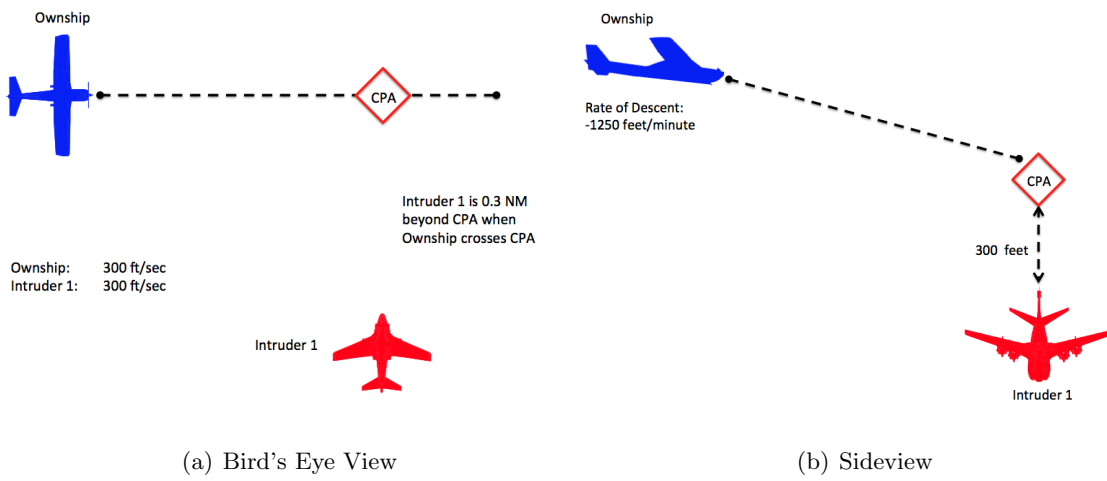 Ownship
CPA
Intruder 1 is 0.3 NM
beyond CPA when
Ownship crosses CPA
Ownship: 300 ft/sec
Intruder 1: 300 ft/sec
Intruder 1
(a) Bird's Eye View
Ownship
Rate of Descent:
-1250 feet/minute
CPA
300 feet
Intruder 1
(b) Sideview